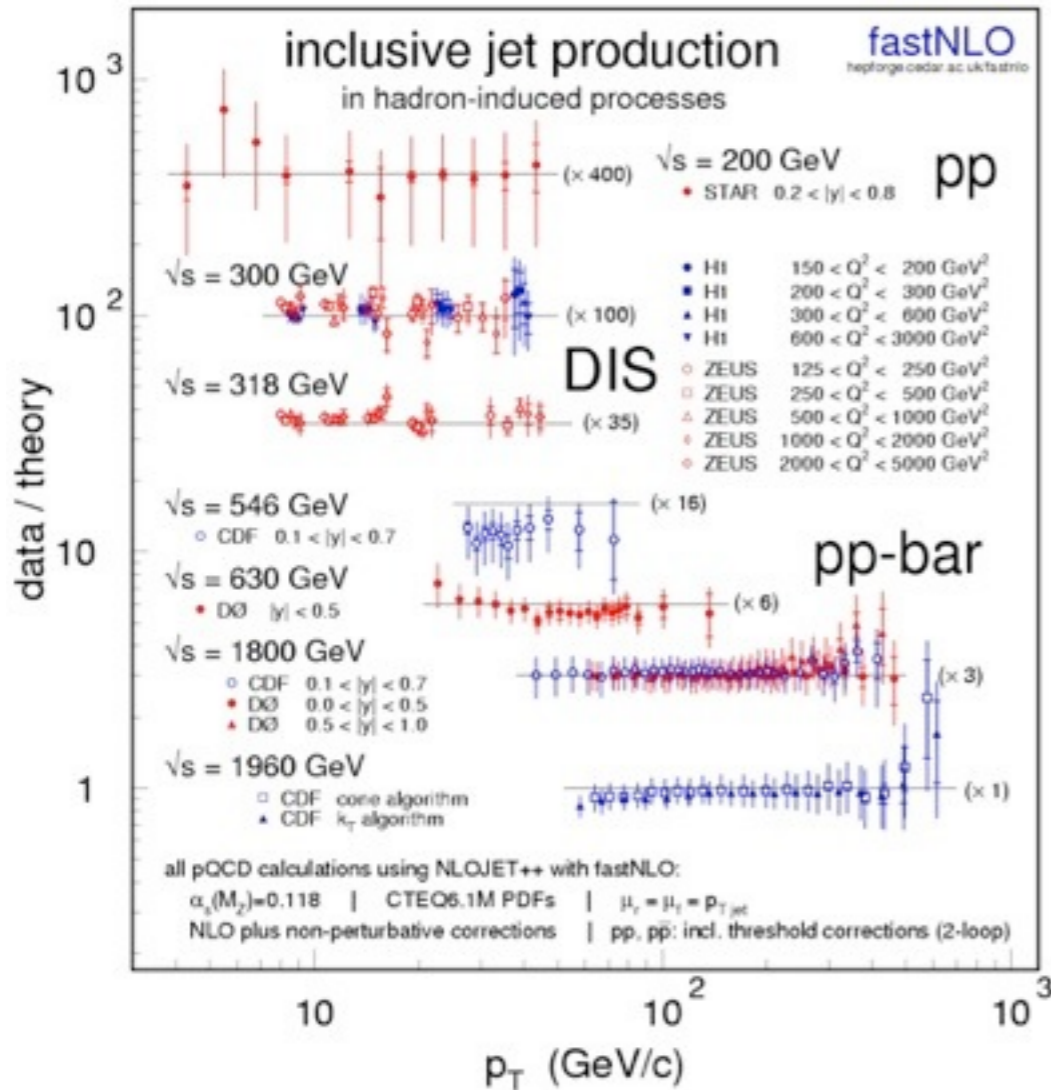 inclusive jet production
in hadron-induced processes
fastNLO
hepforge.cedar.ac.uk/fastnlo
10³
(× 400)
√s = 200 GeV
pp
STAR 0.2 < |y| < 0.8
√s = 300 GeV
10²
(× 100)
H1 150 < Q² < 200 GeV²
H1 200 < Q² < 300 GeV²
H1 300 < Q² < 600 GeV²
H1 600 < Q² < 3000 GeV²
DIS
ZEUS 125 < Q² < 250 GeV²
ZEUS 250 < Q² < 500 GeV²
ZEUS 500 < Q² < 1000 GeV²
ZEUS 1000 < Q² < 2000 GeV²
ZEUS 2000 < Q² < 5000 GeV²
√s = 318 GeV
(× 35)
data / theory
√s = 546 GeV
(× 16)
CDF 0.1 < |y| < 0.7
10
pp-bar
√s = 630 GeV
DØ |y| < 0.5
(× 6)
√s = 1800 GeV
CDF 0.1 < |y| < 0.7
DØ 0.0 < |y| < 0.5
DØ 0.5 < |y| < 1.0
(× 3)
√s = 1960 GeV
1
(× 1)
CDF cone algorithm
CDF k_T algorithm
all pQCD calculations using NLOJET++ with fastNLO:
α_s(M_Z)=0.118 | CTEQ6.1M PDFs | μ_r = μ_f = p_T jet
NLO plus non-perturbative corrections | pp, pp̅: incl. threshold corrections (2-loop)
10
10²
10³
p_T (GeV/c)